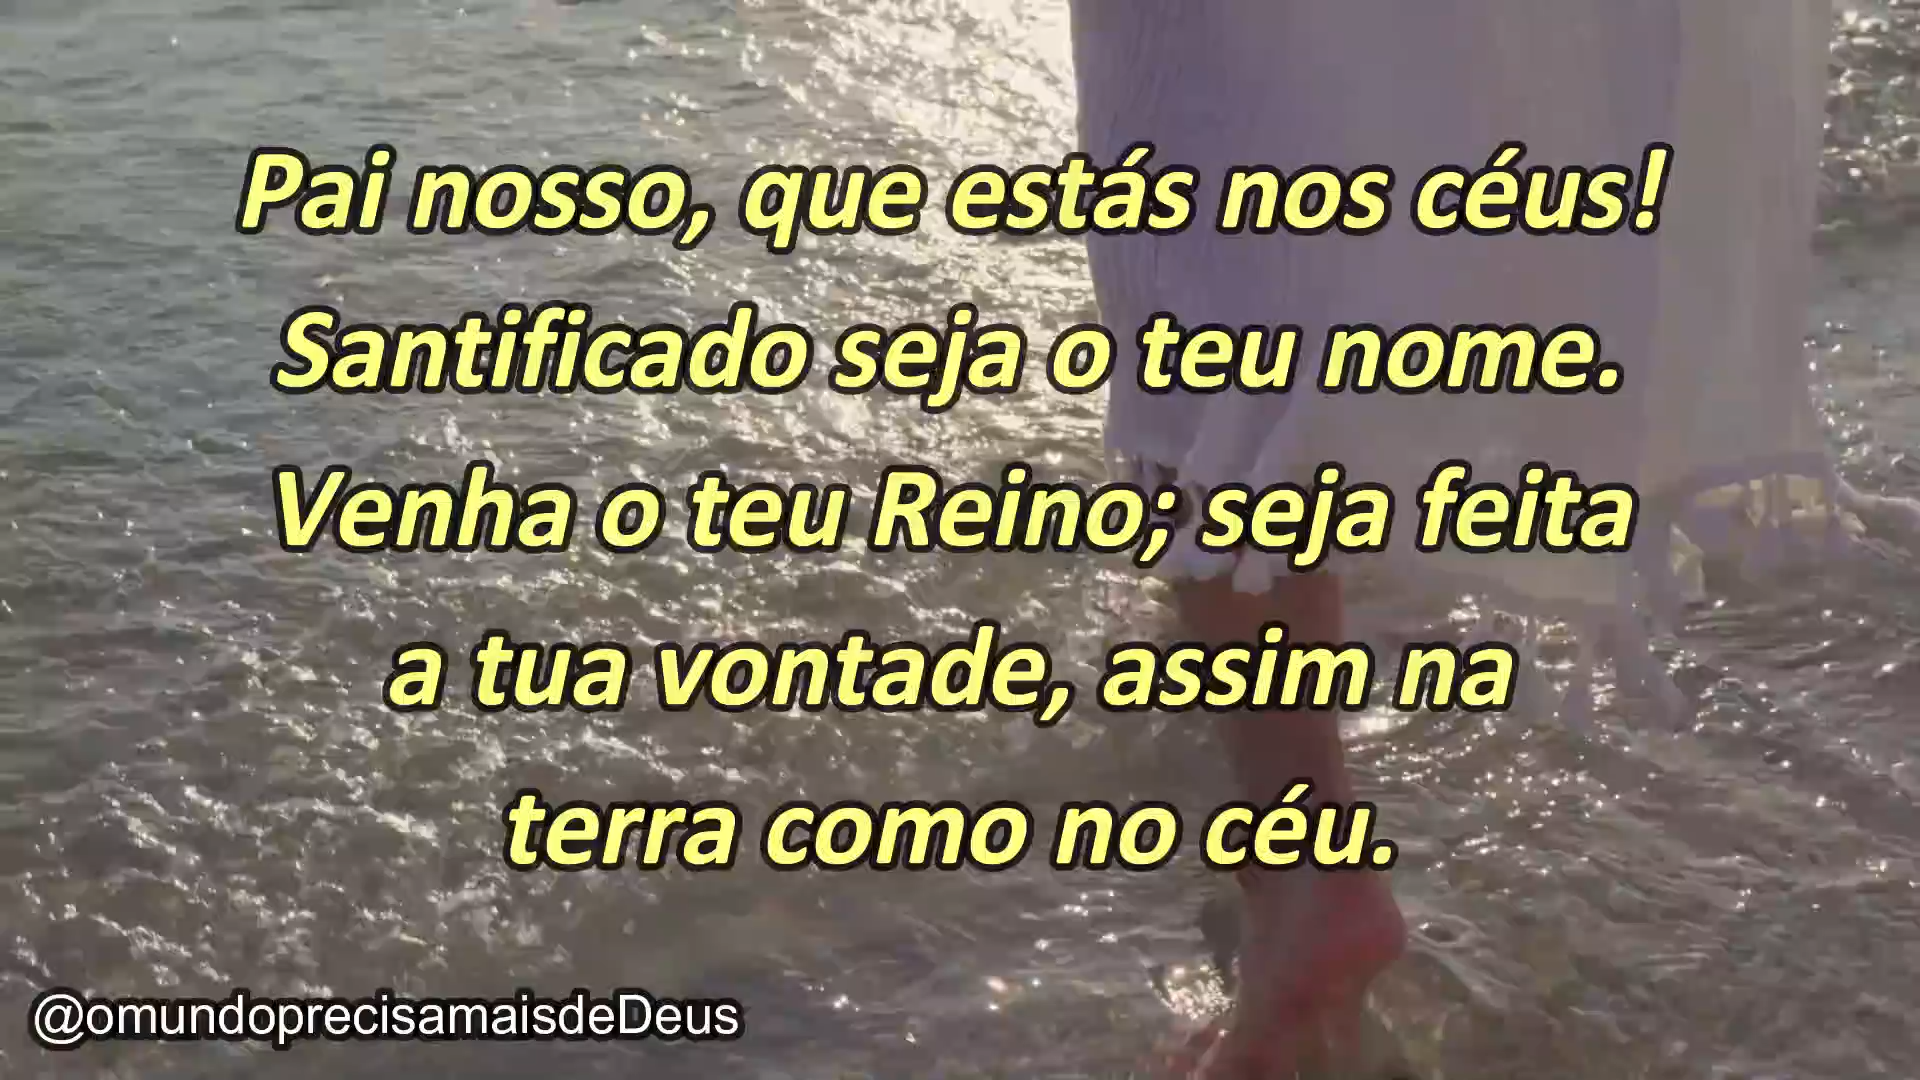 Pai nosso, que estás nos céus!
Santificado seja o teu nome.
Venha o teu Reino; seja feita
a tua vontade, assim na
terra como no céu.
@omundoprecisamaisdeDeus